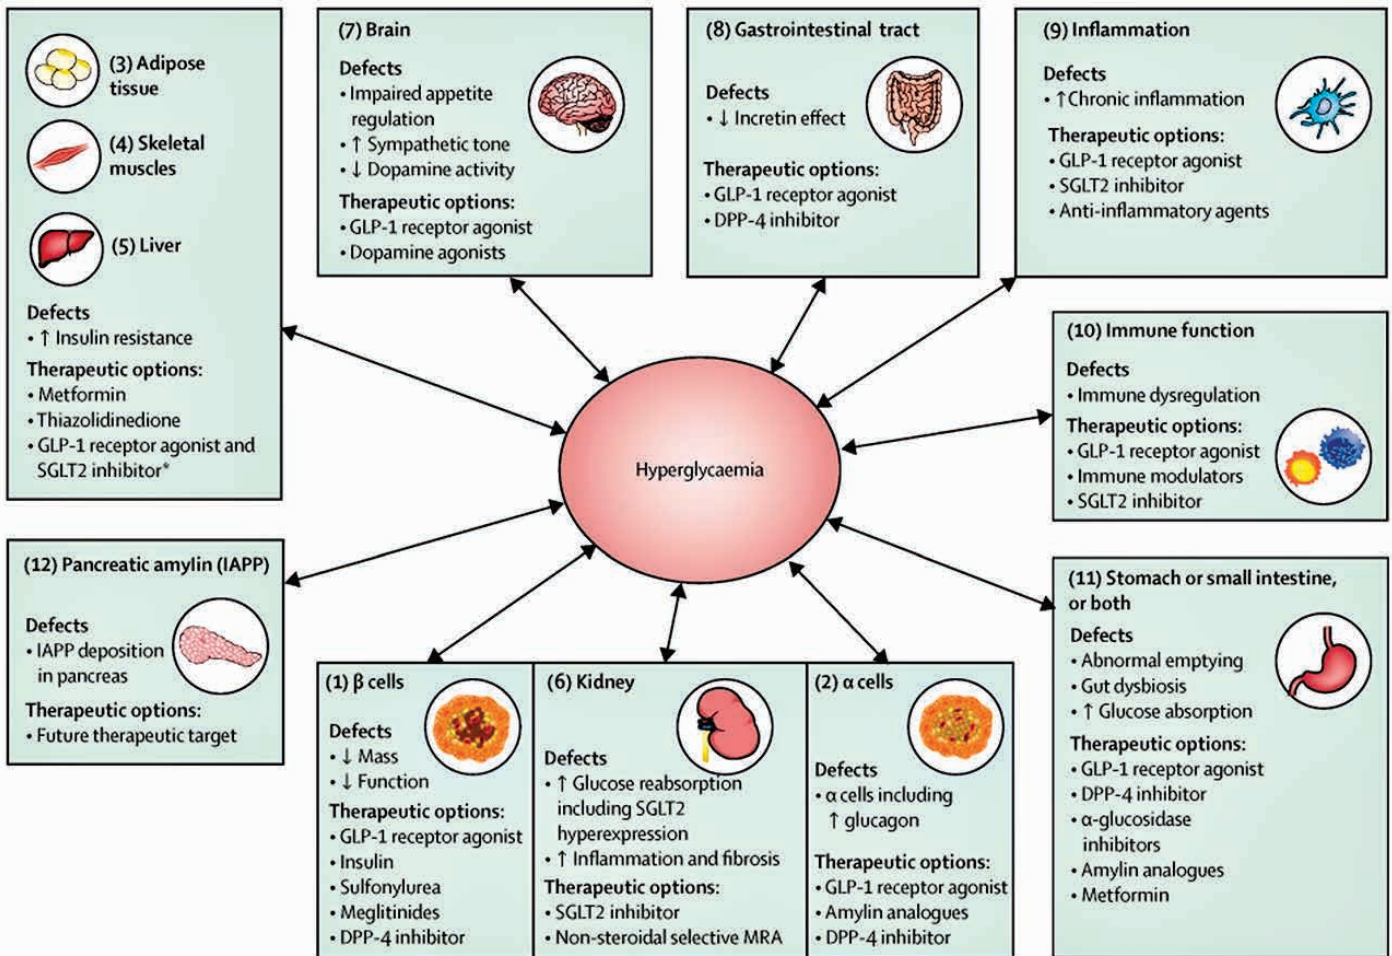 (3) Adipose
tissue
(4) Skeletal
muscles
(5) Liver
Defects
• ↑ Insulin resistance
Therapeutic options:
• Metformin
• Thiazolidinedione
• GLP-1 receptor agonist and
SGLT2 inhibitor*
(7) Brain
Defects
• Impaired appetite
regulation
• ↑ Sympathetic tone
• ↓ Dopamine activity
Therapeutic options:
• GLP-1 receptor agonist
• Dopamine agonists
(8) Gastrointestinal tract
Defects
• ↓ Incretin effect
Therapeutic options:
• GLP-1 receptor agonist
• DPP-4 inhibitor
(9) Inflammation
Defects
• ↑Chronic inflammation
Therapeutic options:
• GLP-1 receptor agonist
• SGLT2 inhibitor
• Anti-inflammatory agents
(10) Immune function
Defects
• Immune dysregulation
Therapeutic options:
• GLP-1 receptor agonist
• Immune modulators
• SGLT2 inhibitor
Hyperglycaemia
(12) Pancreatic amylin (IAPP)
Defects
• IAPP deposition
in pancreas
Therapeutic options:
• Future therapeutic target
(1) β cells
Defects
• ↓ Mass
• ↓ Function
Therapeutic options:
• GLP-1 receptor agonist
• Insulin
• Sulfonylurea
• Meglitinides
• DPP-4 inhibitor
(6) Kidney
Defects
• ↑ Glucose reabsorption
including SGLT2
hyperexpression
• ↑ Inflammation and fibrosis
Therapeutic options:
• SGLT2 inhibitor
• Non-steroidal selective MRA
(2) α cells
Defects
• α cells including
↑ glucagon
Therapeutic options:
• GLP-1 receptor agonist
• Amylin analogues
• DPP-4 inhibitor
(11) Stomach or small intestine,
or both
Defects
• Abnormal emptying
• Gut dysbiosis
• ↑ Glucose absorption
Therapeutic options:
• GLP-1 receptor agonist
• DPP-4 inhibitor
• α-glucosidase
inhibitors
• Amylin analogues
• Metformin